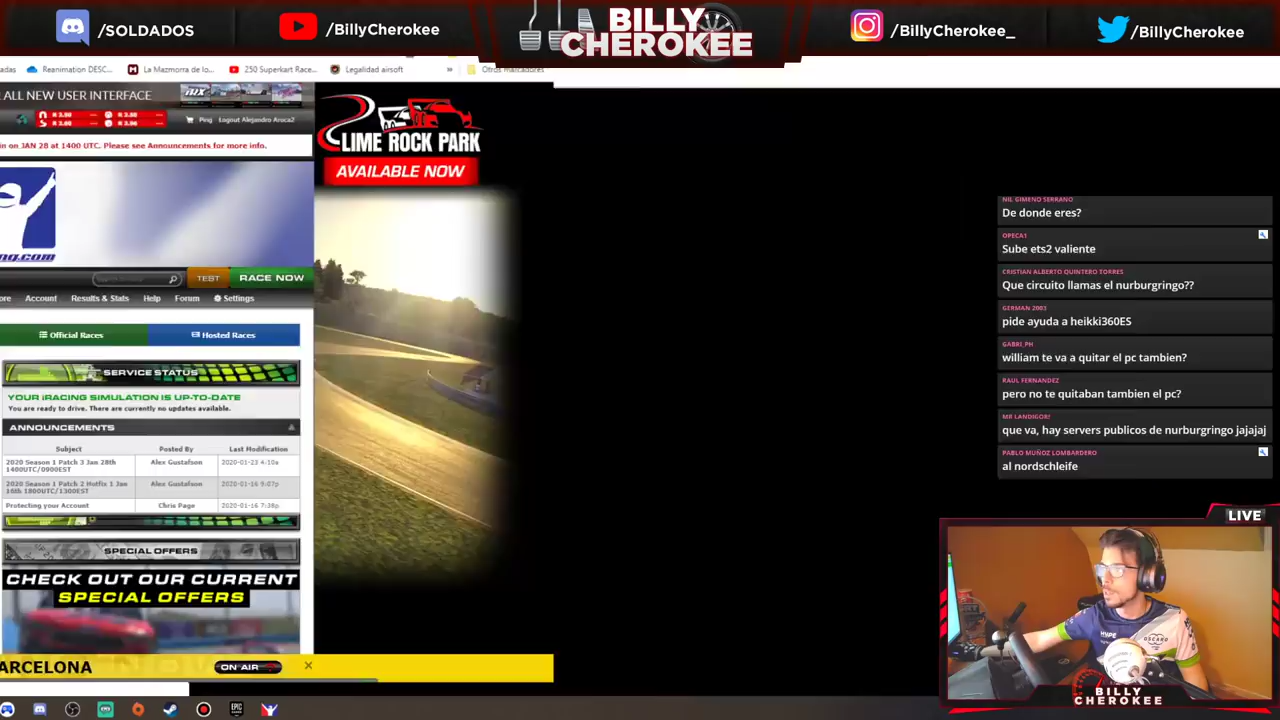 /SOLDADOS
/BillyCherokee
BILLY
CHEROKEE
/BillyCherokee_
/BillyCherokee
adas
Reanimation DESC...
La Mazmorra de lo...
250 Superkart Race...
Legalidad airsoft
»
Otros marcadores
ALL NEW USER INTERFACE
Ping
Logout Alejandro Aroca2
in on JAN 28 at 1400 UTC. Please see Announcements for more info.
LIME ROCK PARK
AVAILABLE NOW
ng.com
TEST
RACE NOW
ore
Account
Results & Stats
Help
Forum
Settings
Official Races
Hosted Races
SERVICE STATUS
YOUR iRACING SIMULATION IS UP-TO-DATE
You are ready to drive. There are currently no updates available.
ANNOUNCEMENTS
Subject
Posted By
Last Modification
2020 Season 1 Patch 3 Jan 28th
1400UTC/0900EST
Alex Gustafson
2020-01-23 4:10a
2020 Season 1 Patch 2 Hotfix 1 Jan
16th 1800UTC/1300EST
Alex Gustafson
2020-01-16 9:07p
Protecting your Account
Chris Page
2020-01-16 7:38p
SPECIAL OFFERS
CHECK OUT OUR CURRENT
SPECIAL OFFERS
ARCELONA
ON AIR
NIL GIMENO SERRANO
De donde eres?
OPECA1
Sube ets2 valiente
CRISTIAN ALBERTO QUINTERO TORRES
Que circuito llamas el nurburgringo??
GERMAN 2003
pide ayuda a heikki360ES
GABRI_PH
william te va a quitar el pc tambien?
RAUL FERNANDEZ
pero no te quitaban tambien el pc?
MR LANDIGOR!
que va, hay servers publicos de nurburgringo jajajaj
PABLO MUÑOZ LOMBARDERO
al nordschleife
LIVE
HYPE
OSCARO
BILLY
CHEROKEE
EPIC